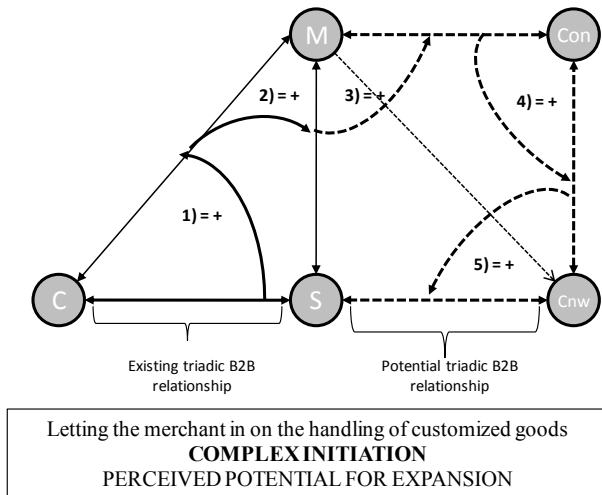 M
Con
2) = +
3) = +
4) = +
1) = +
5) = +
C
S
Cnw
Existing triadic B2B
relationship
Potential triadic B2B
relationship
Letting the merchant in on the handling of customized goods
COMPLEX INITIATION
PERCEIVED POTENTIAL FOR EXPANSION